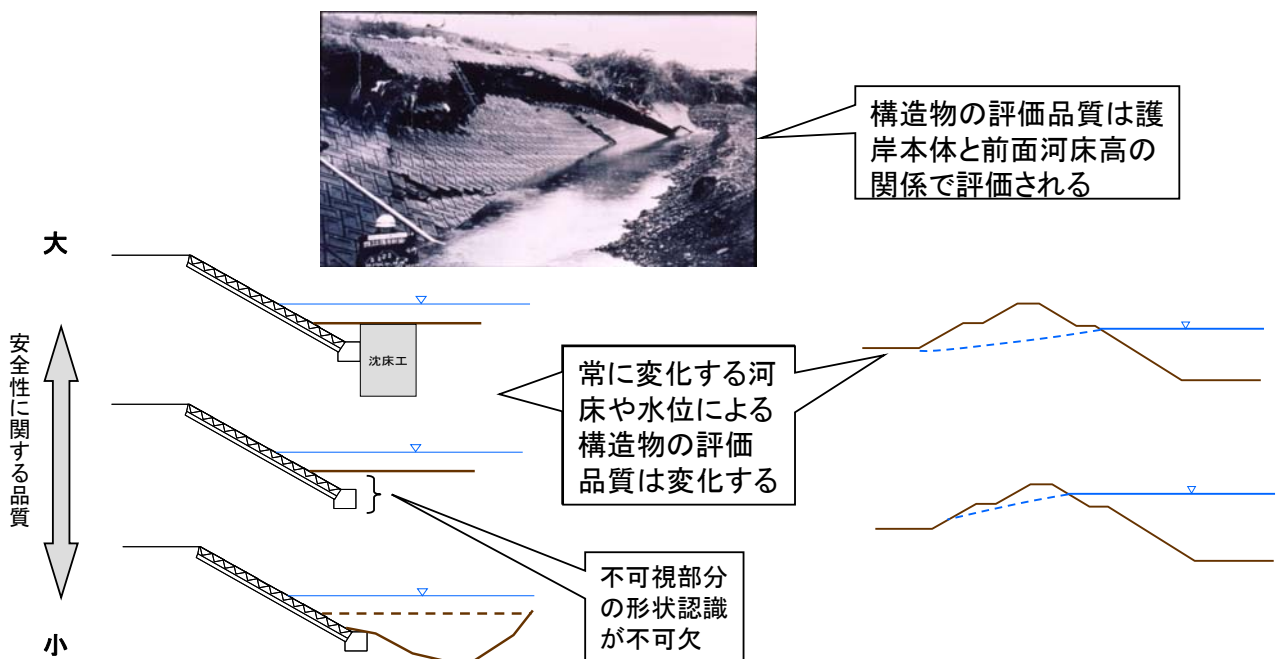 構造物の評価品質は護
岸本体と前面河床高の
関係で評価される
大
安全性に関する品質
小
沈床工
常に変化する河
床や水位による
構造物の評価
品質は変化する
不可視部分
の形状認識
が不可欠